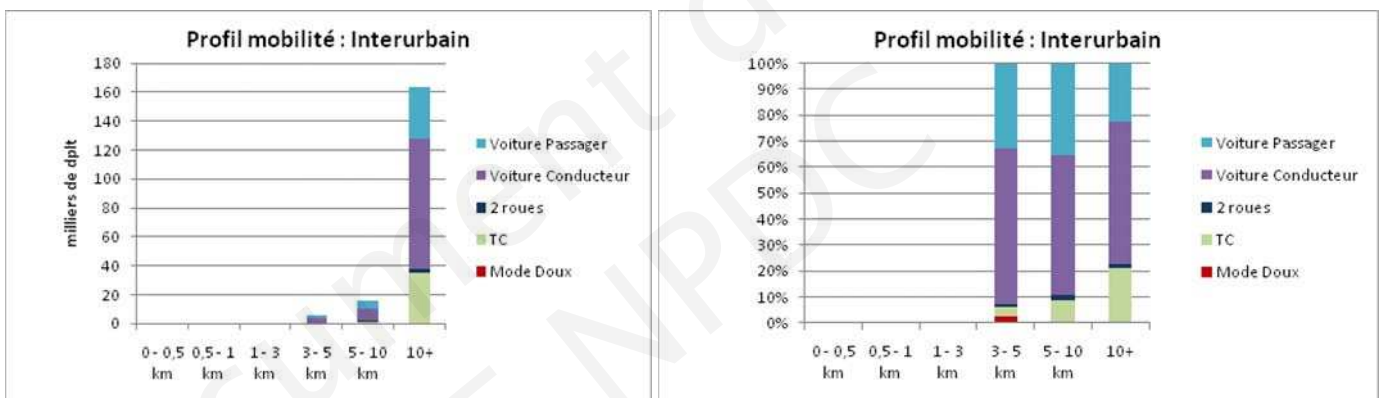 Profil mobilité : Interurbain
180
160
140
120
100
80
60
40
20
0
milliers de dplt
0 - 0,5 km
0,5 - 1 km
1 - 3 km
3 - 5 km
5 - 10 km
10+
Voiture Passager
Voiture Conducteur
2 roues
TC
Mode Doux
Profil mobilité : Interurbain
100%
90%
80%
70%
60%
50%
40%
30%
20%
10%
0%
0 - 0,5 km
0,5 - 1 km
1 - 3 km
3 - 5 km
5 - 10 km
10+
Voiture Passager
Voiture Conducteur
2 roues
TC
Mode Doux
NPDC